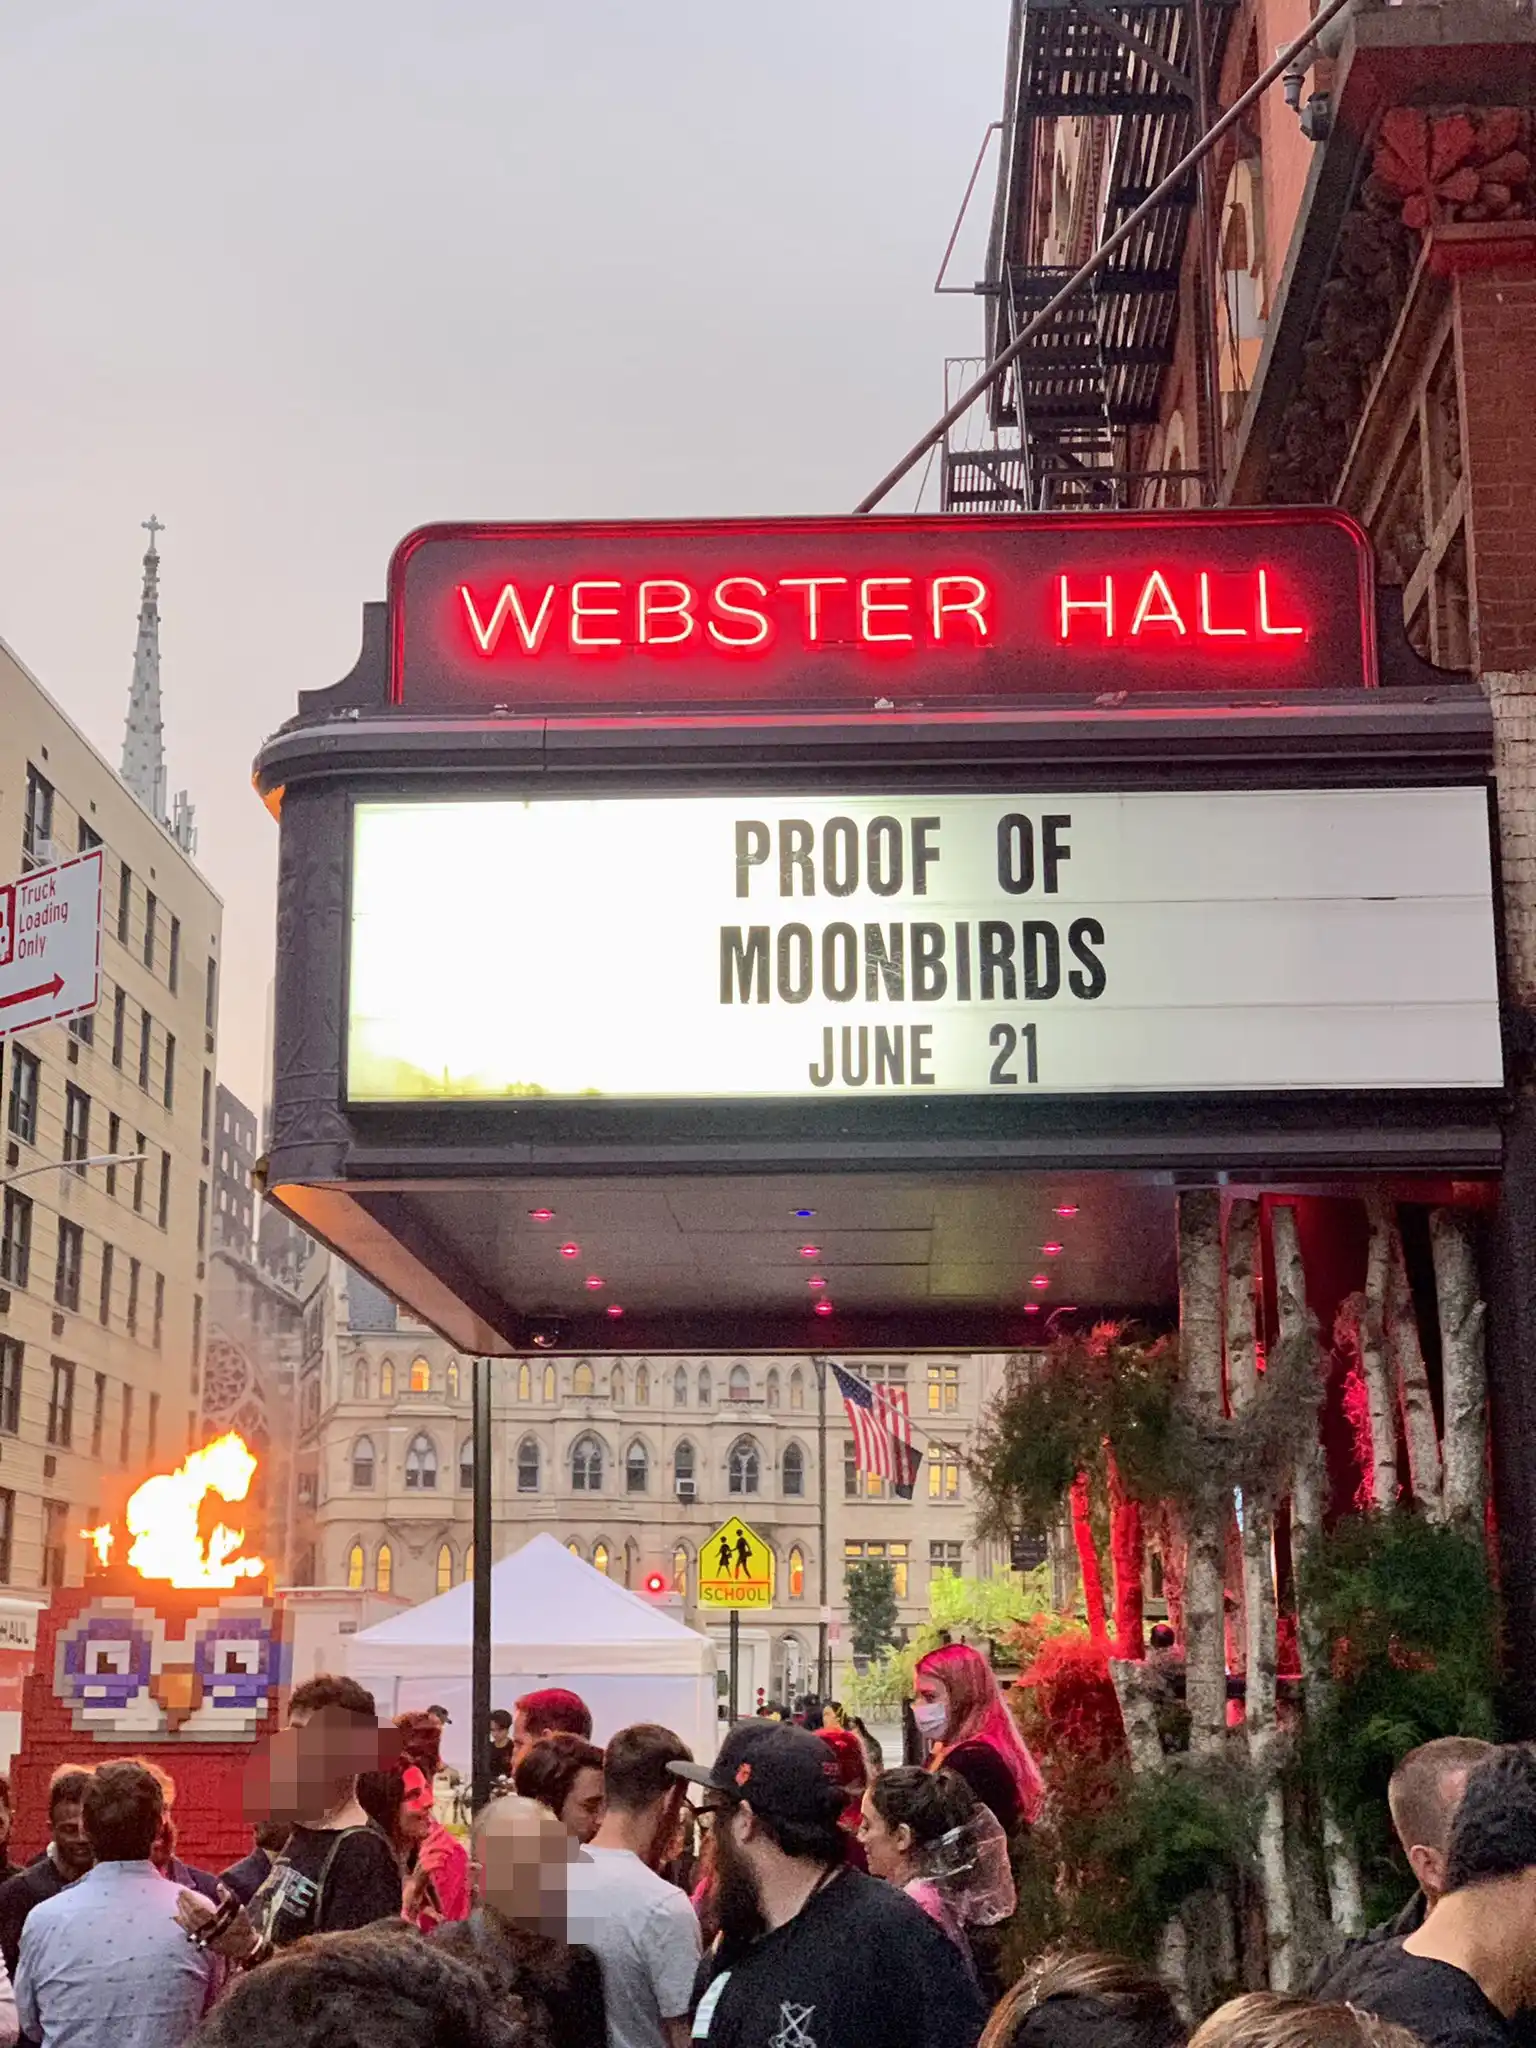 WEBSTER HALL
PROOF OF
MOONBIRDS
JUNE 21
Truck
Loading
Only
SCHOOL